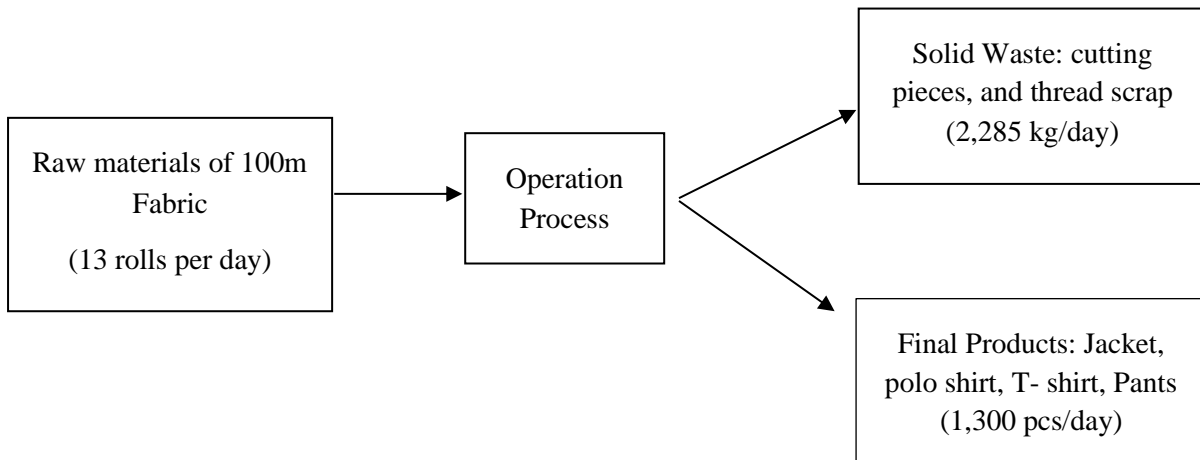 Raw materials of 100m
Fabric
(13 rolls per day)
Operation
Process
Solid Waste: cutting
pieces, and thread scrap
(2,285 kg/day)
Final Products: Jacket,
polo shirt, T- shirt, Pants
(1,300 pcs/day)